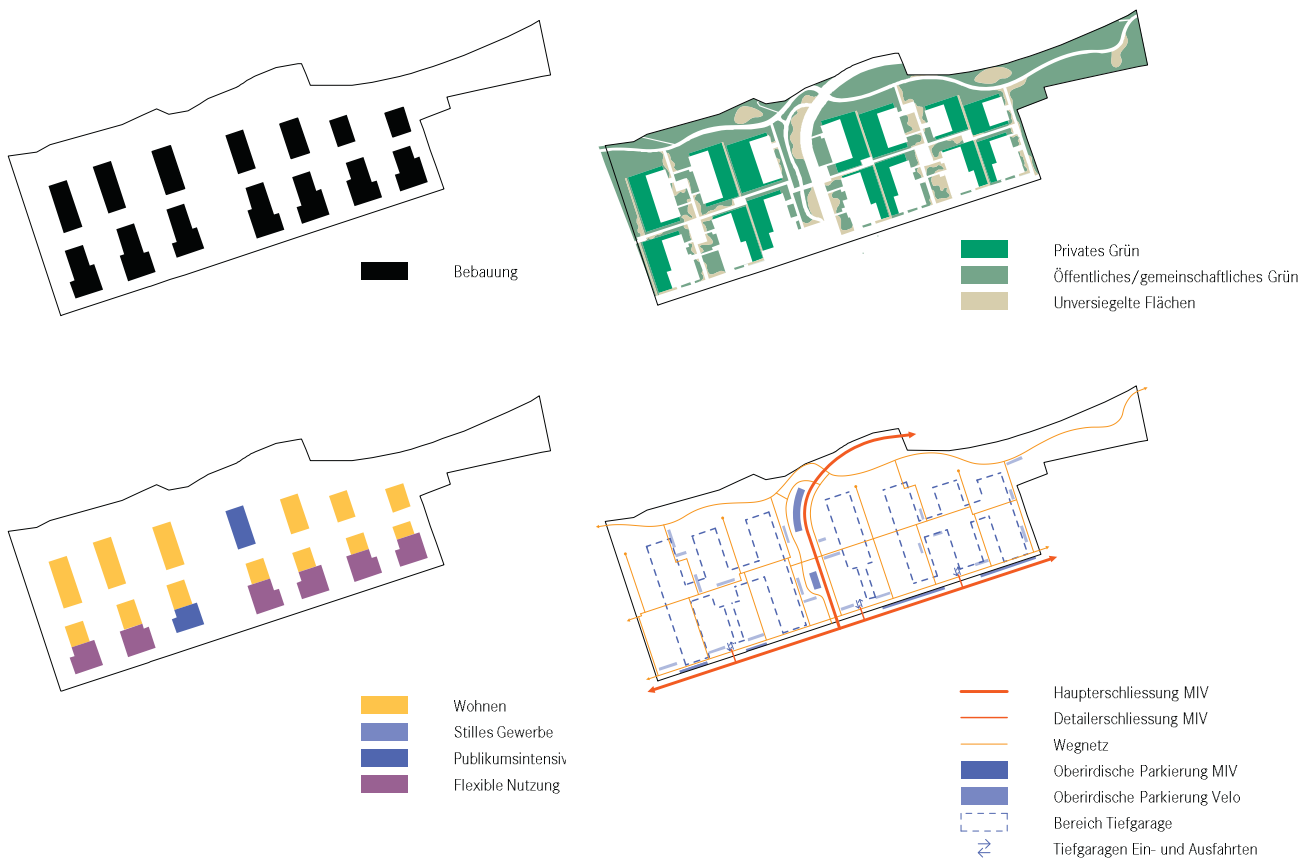 Bebauung
Privates Grün
Öffentliches/gemeinschaftliches Grün
Unversiegelte Flächen
Wohnen
Stilles Gewerbe
Publikumsintensiv
Flexible Nutzung
Haupterschliessung MIV
Detailerschliessung MIV
Wegnetz
Oberirdische Parkierung MIV
Oberirdische Parkierung Velo
Bereich Tiefgarage
Tiefgaragen Ein- und Ausfahrten